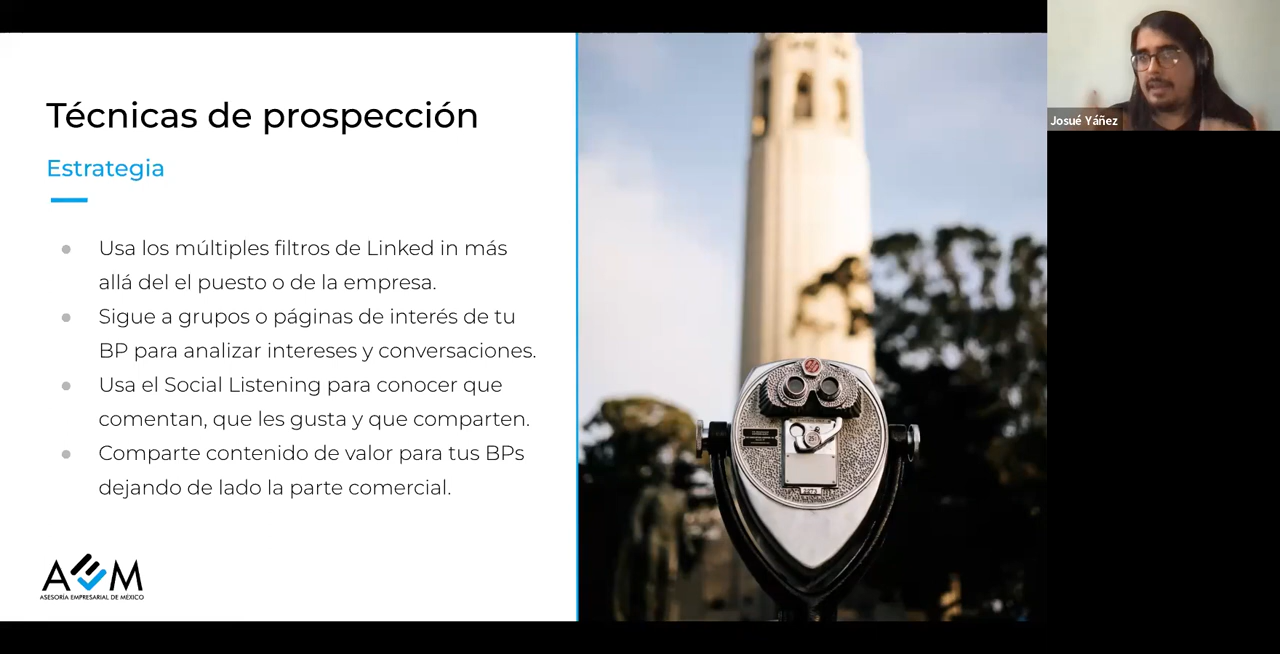 Técnicas de prospección
Estrategia
Usa los múltiples filtros de Linked in más
allá del el puesto o de la empresa.
Sigue a grupos o páginas de interés de tu
BP para analizar intereses y conversaciones.
Usa el Social Listening para conocer que
comentan, que les gusta y que comparten.
Comparte contenido de valor para tus BPs
dejando de lado la parte comercial.
AEM
ASESORÍA EMPRESARIAL DE MÉXICO
Josué Yáñez